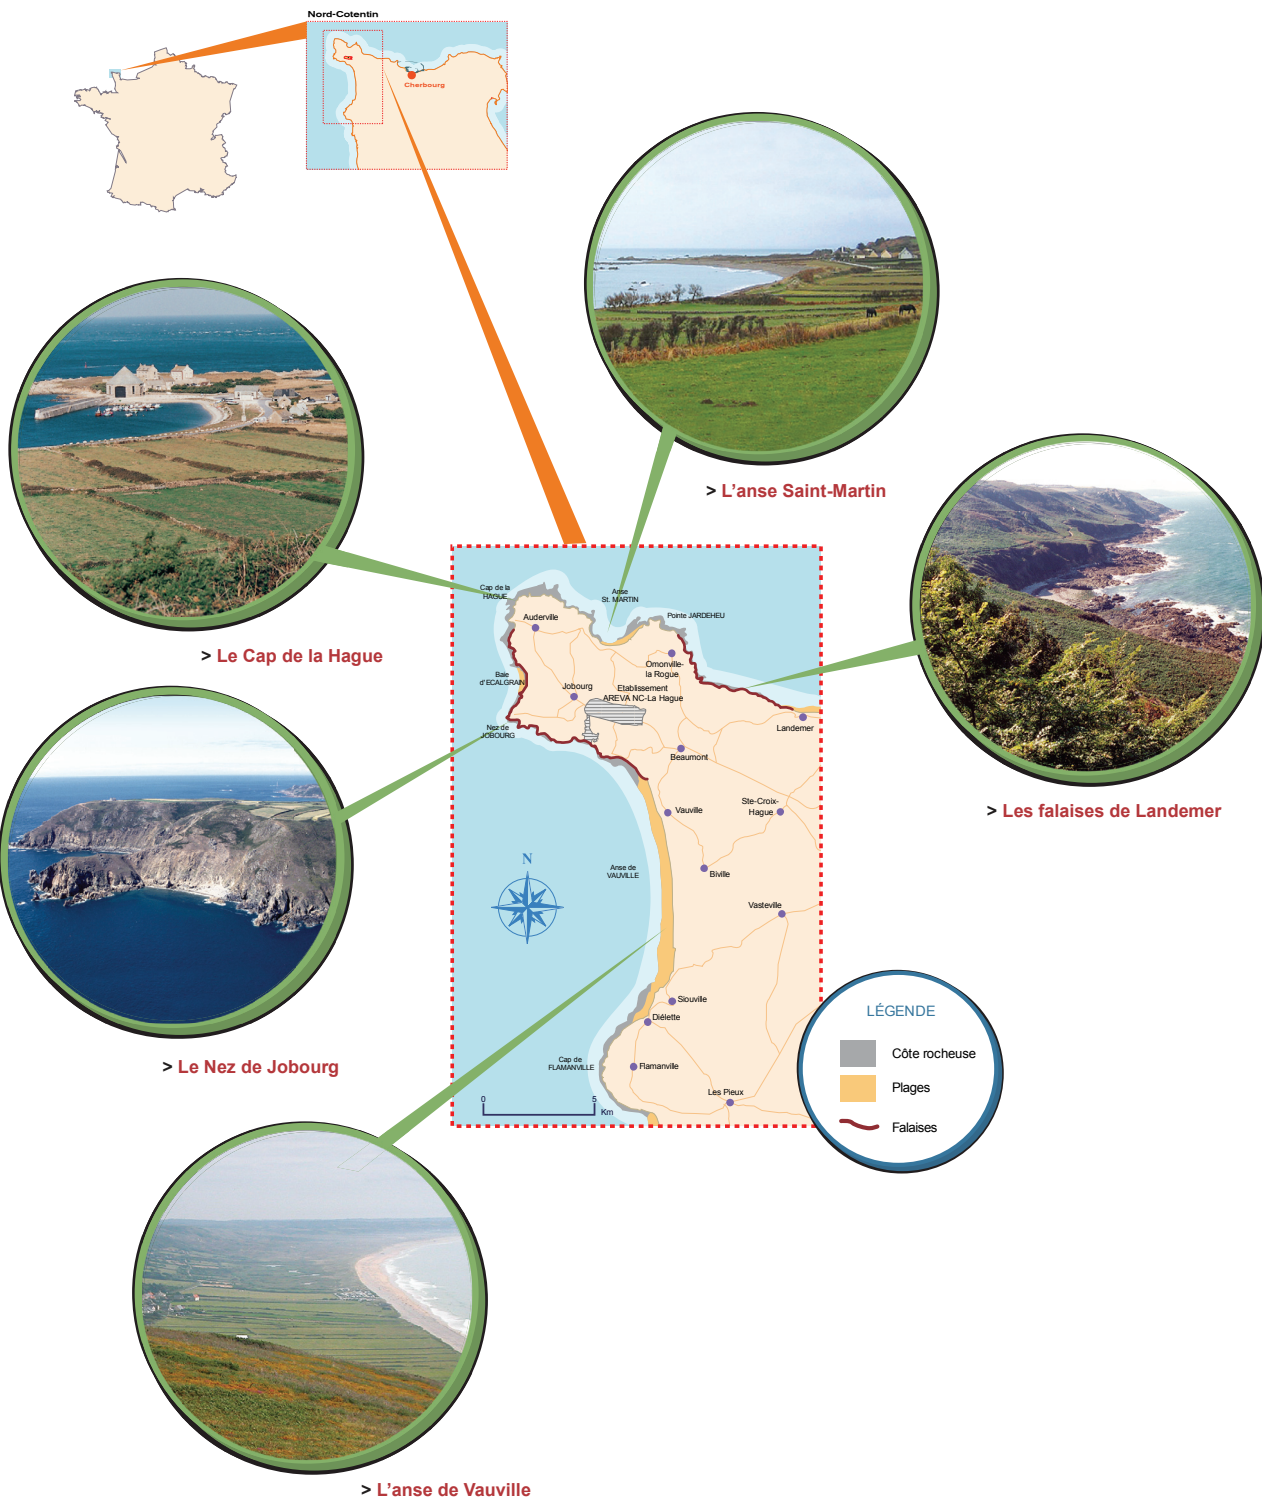 Nord-Cotentin
Cherbourg
> L'anse Saint-Martin
> Le Cap de la Hague
> Les falaises de Landemer
> Le Nez de Jobourg
> L'anse de Vauville
Cap de la
HAGUE
Anse
St. MARTIN
Pointe JARDEHEU
Auderville
Omonville-
la Rogue
Baie
d'ECALGRAIN
Jobourg
Etablissement
AREVA NC-La Hague
Nez de
JOBOURG
Landemer
Beaumont
Vauville
Ste-Croix-
Hague
N
Anse de
VAUVILLE
Biville
Vasteville
Siouville
Diélette
Cap de
FLAMANVILLE
Flamanville
Les Pieux
0 5
Km
LÉGENDE
Côte rocheuse
Plages
Falaises